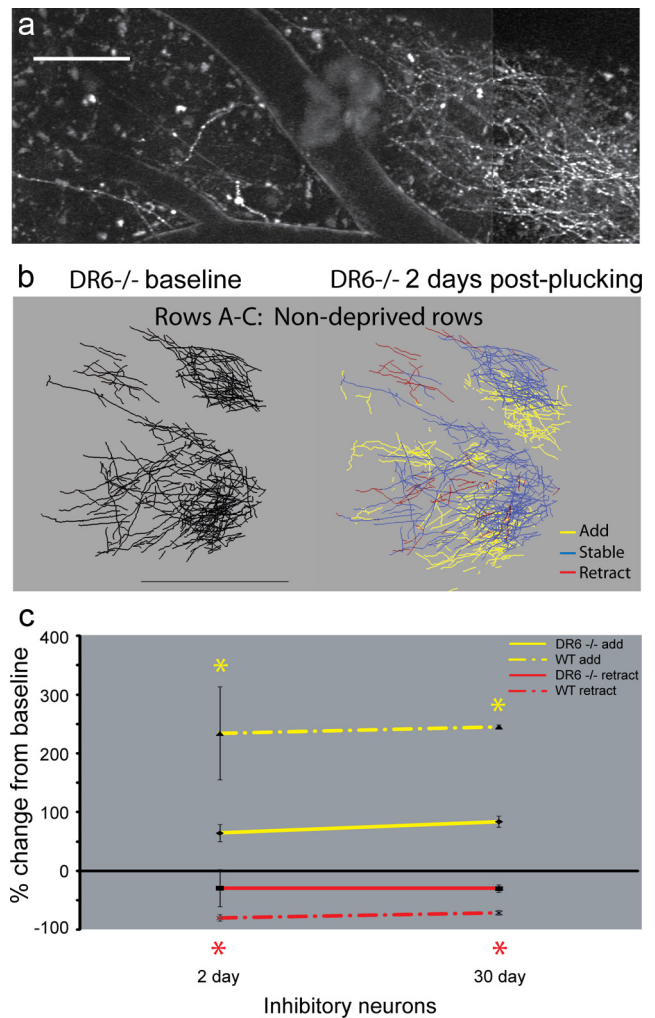 a
b
DR6-/- baseline
DR6-/- 2 days post-plucking
Rows A-C: Non-deprived rows
Add
Stable
Retract
c
% change from baseline
400
300
200
100
0
-100
DR6 -/- add
WT add
DR6 -/- retract
WT retract
*
*
*
*
2 day
30 day
Inhibitory neurons